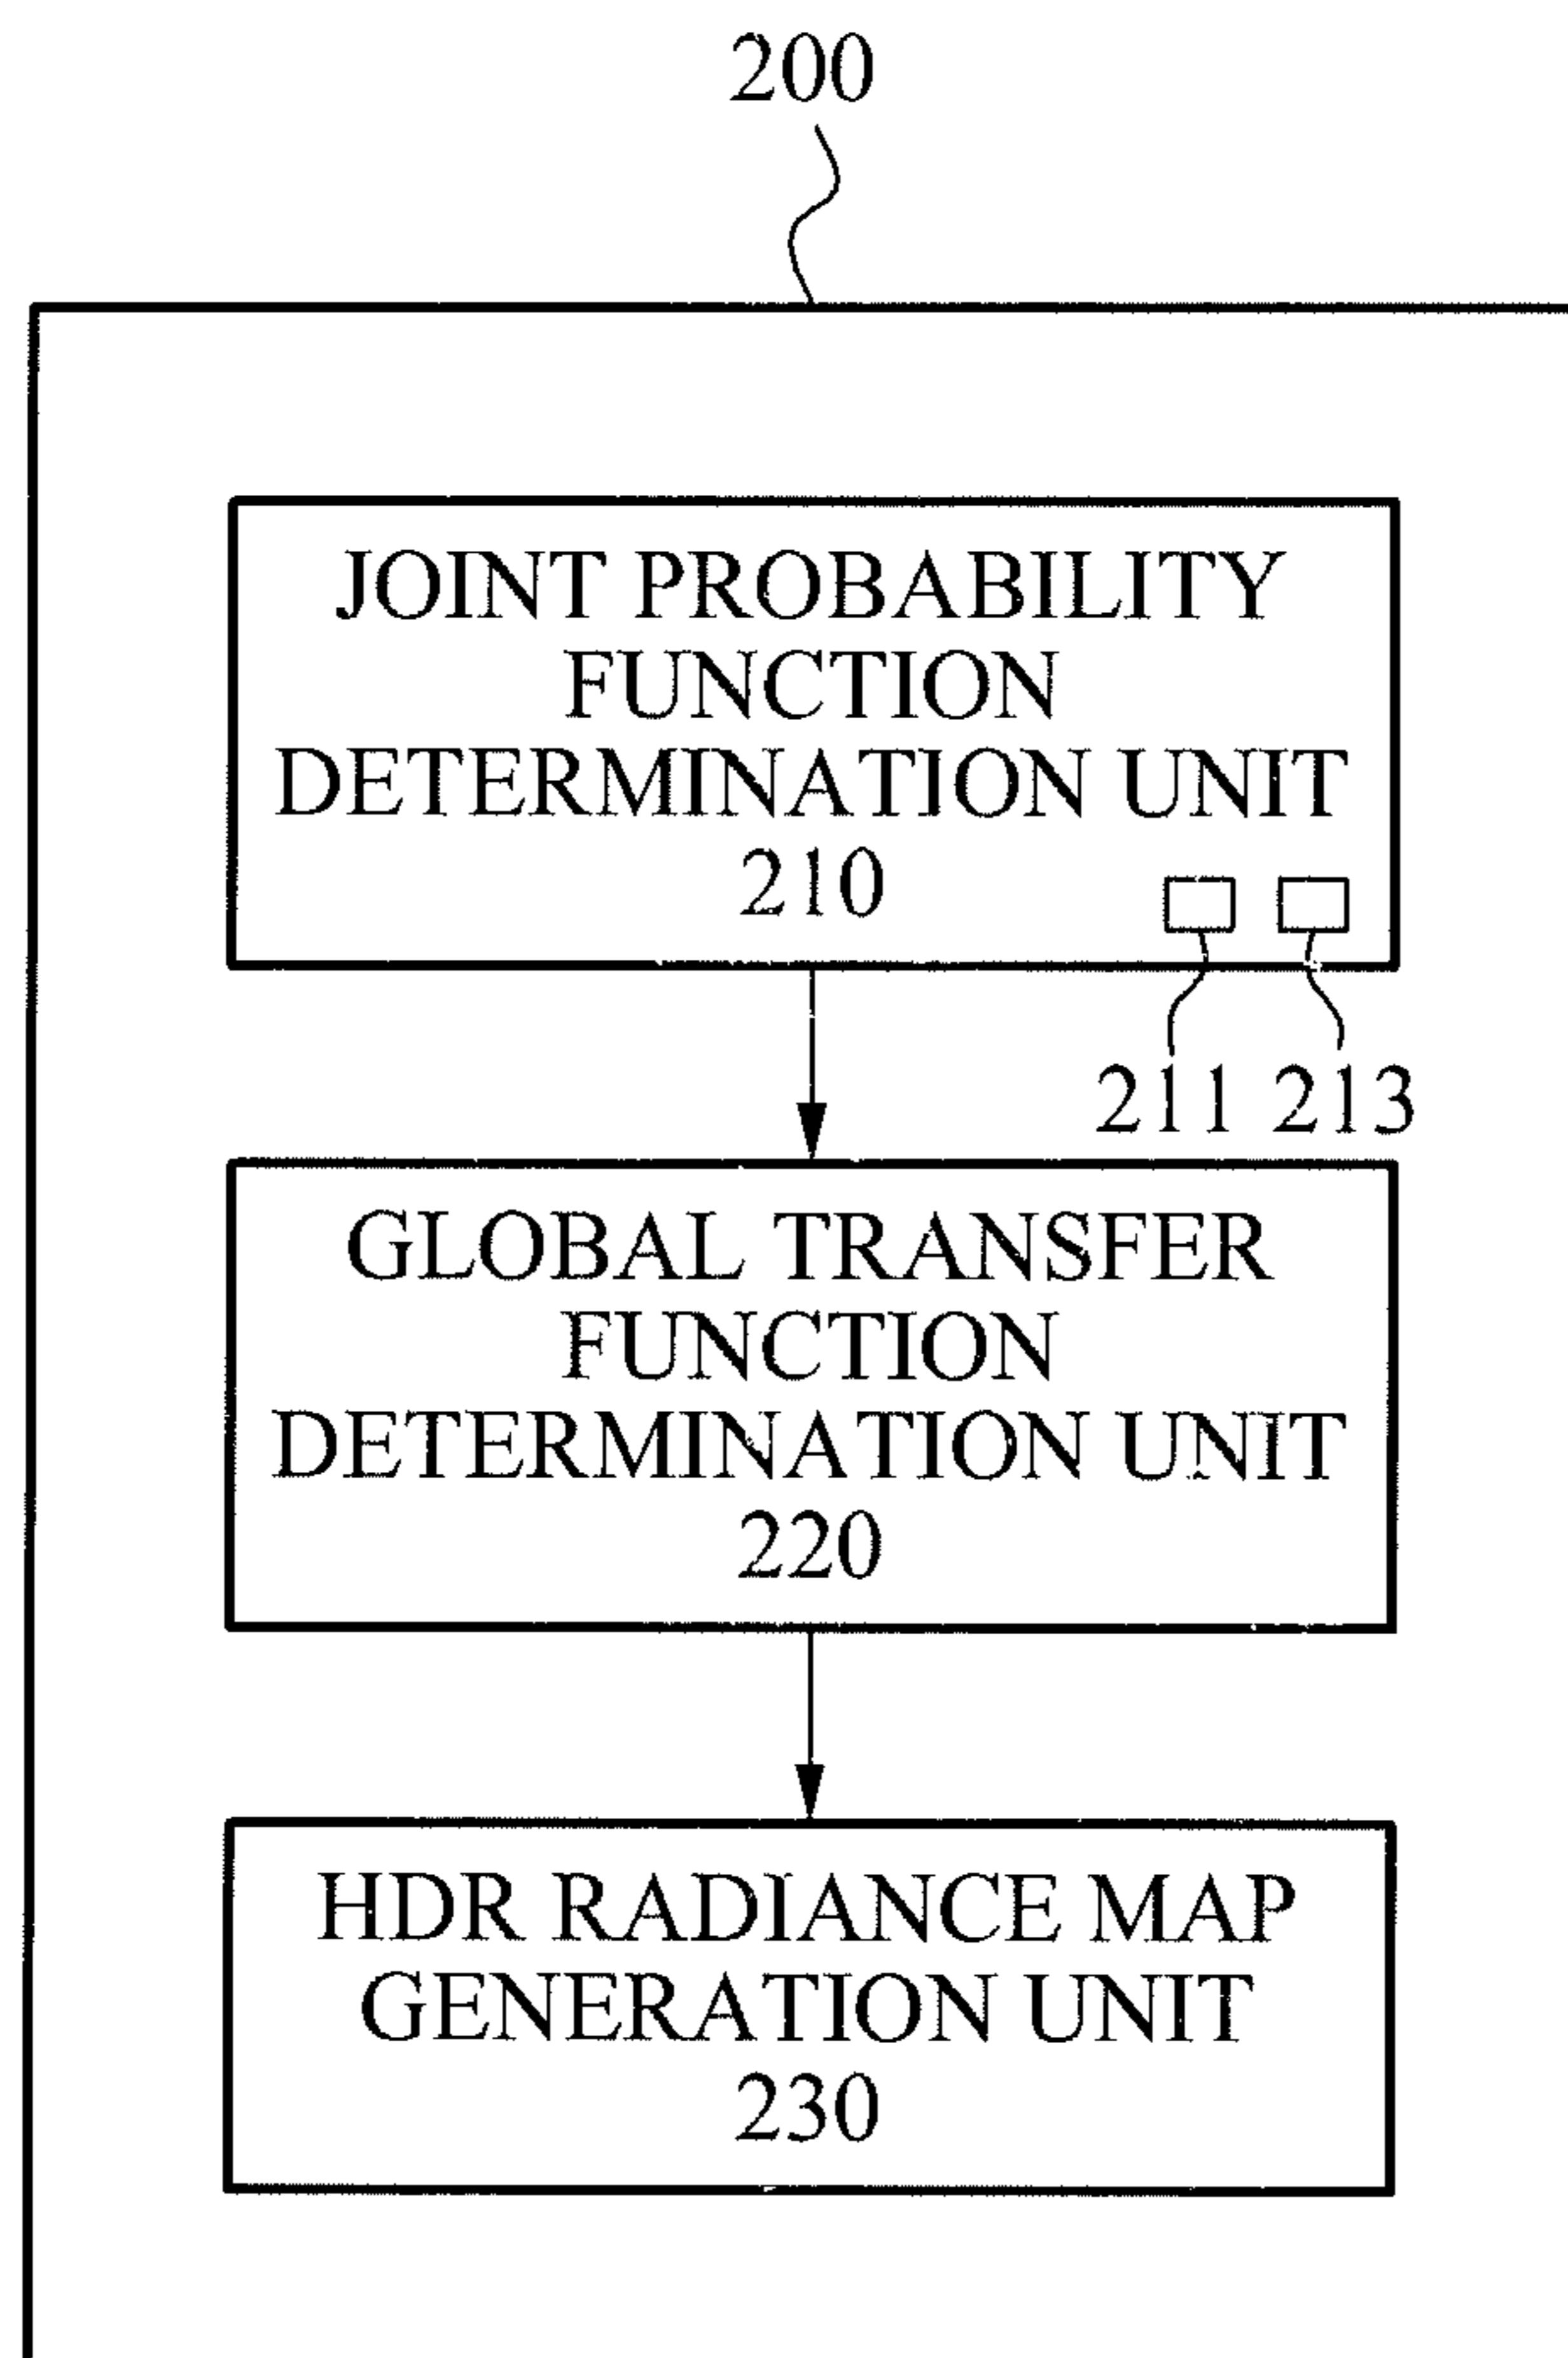 200
JOINT PROBABILITY
FUNCTION
DETERMINATION UNIT
210
211 213
GLOBAL TRANSFER
FUNCTION
DETERMINATION UNIT
220
HDR RADIANCE MAP
GENERATION UNIT
230